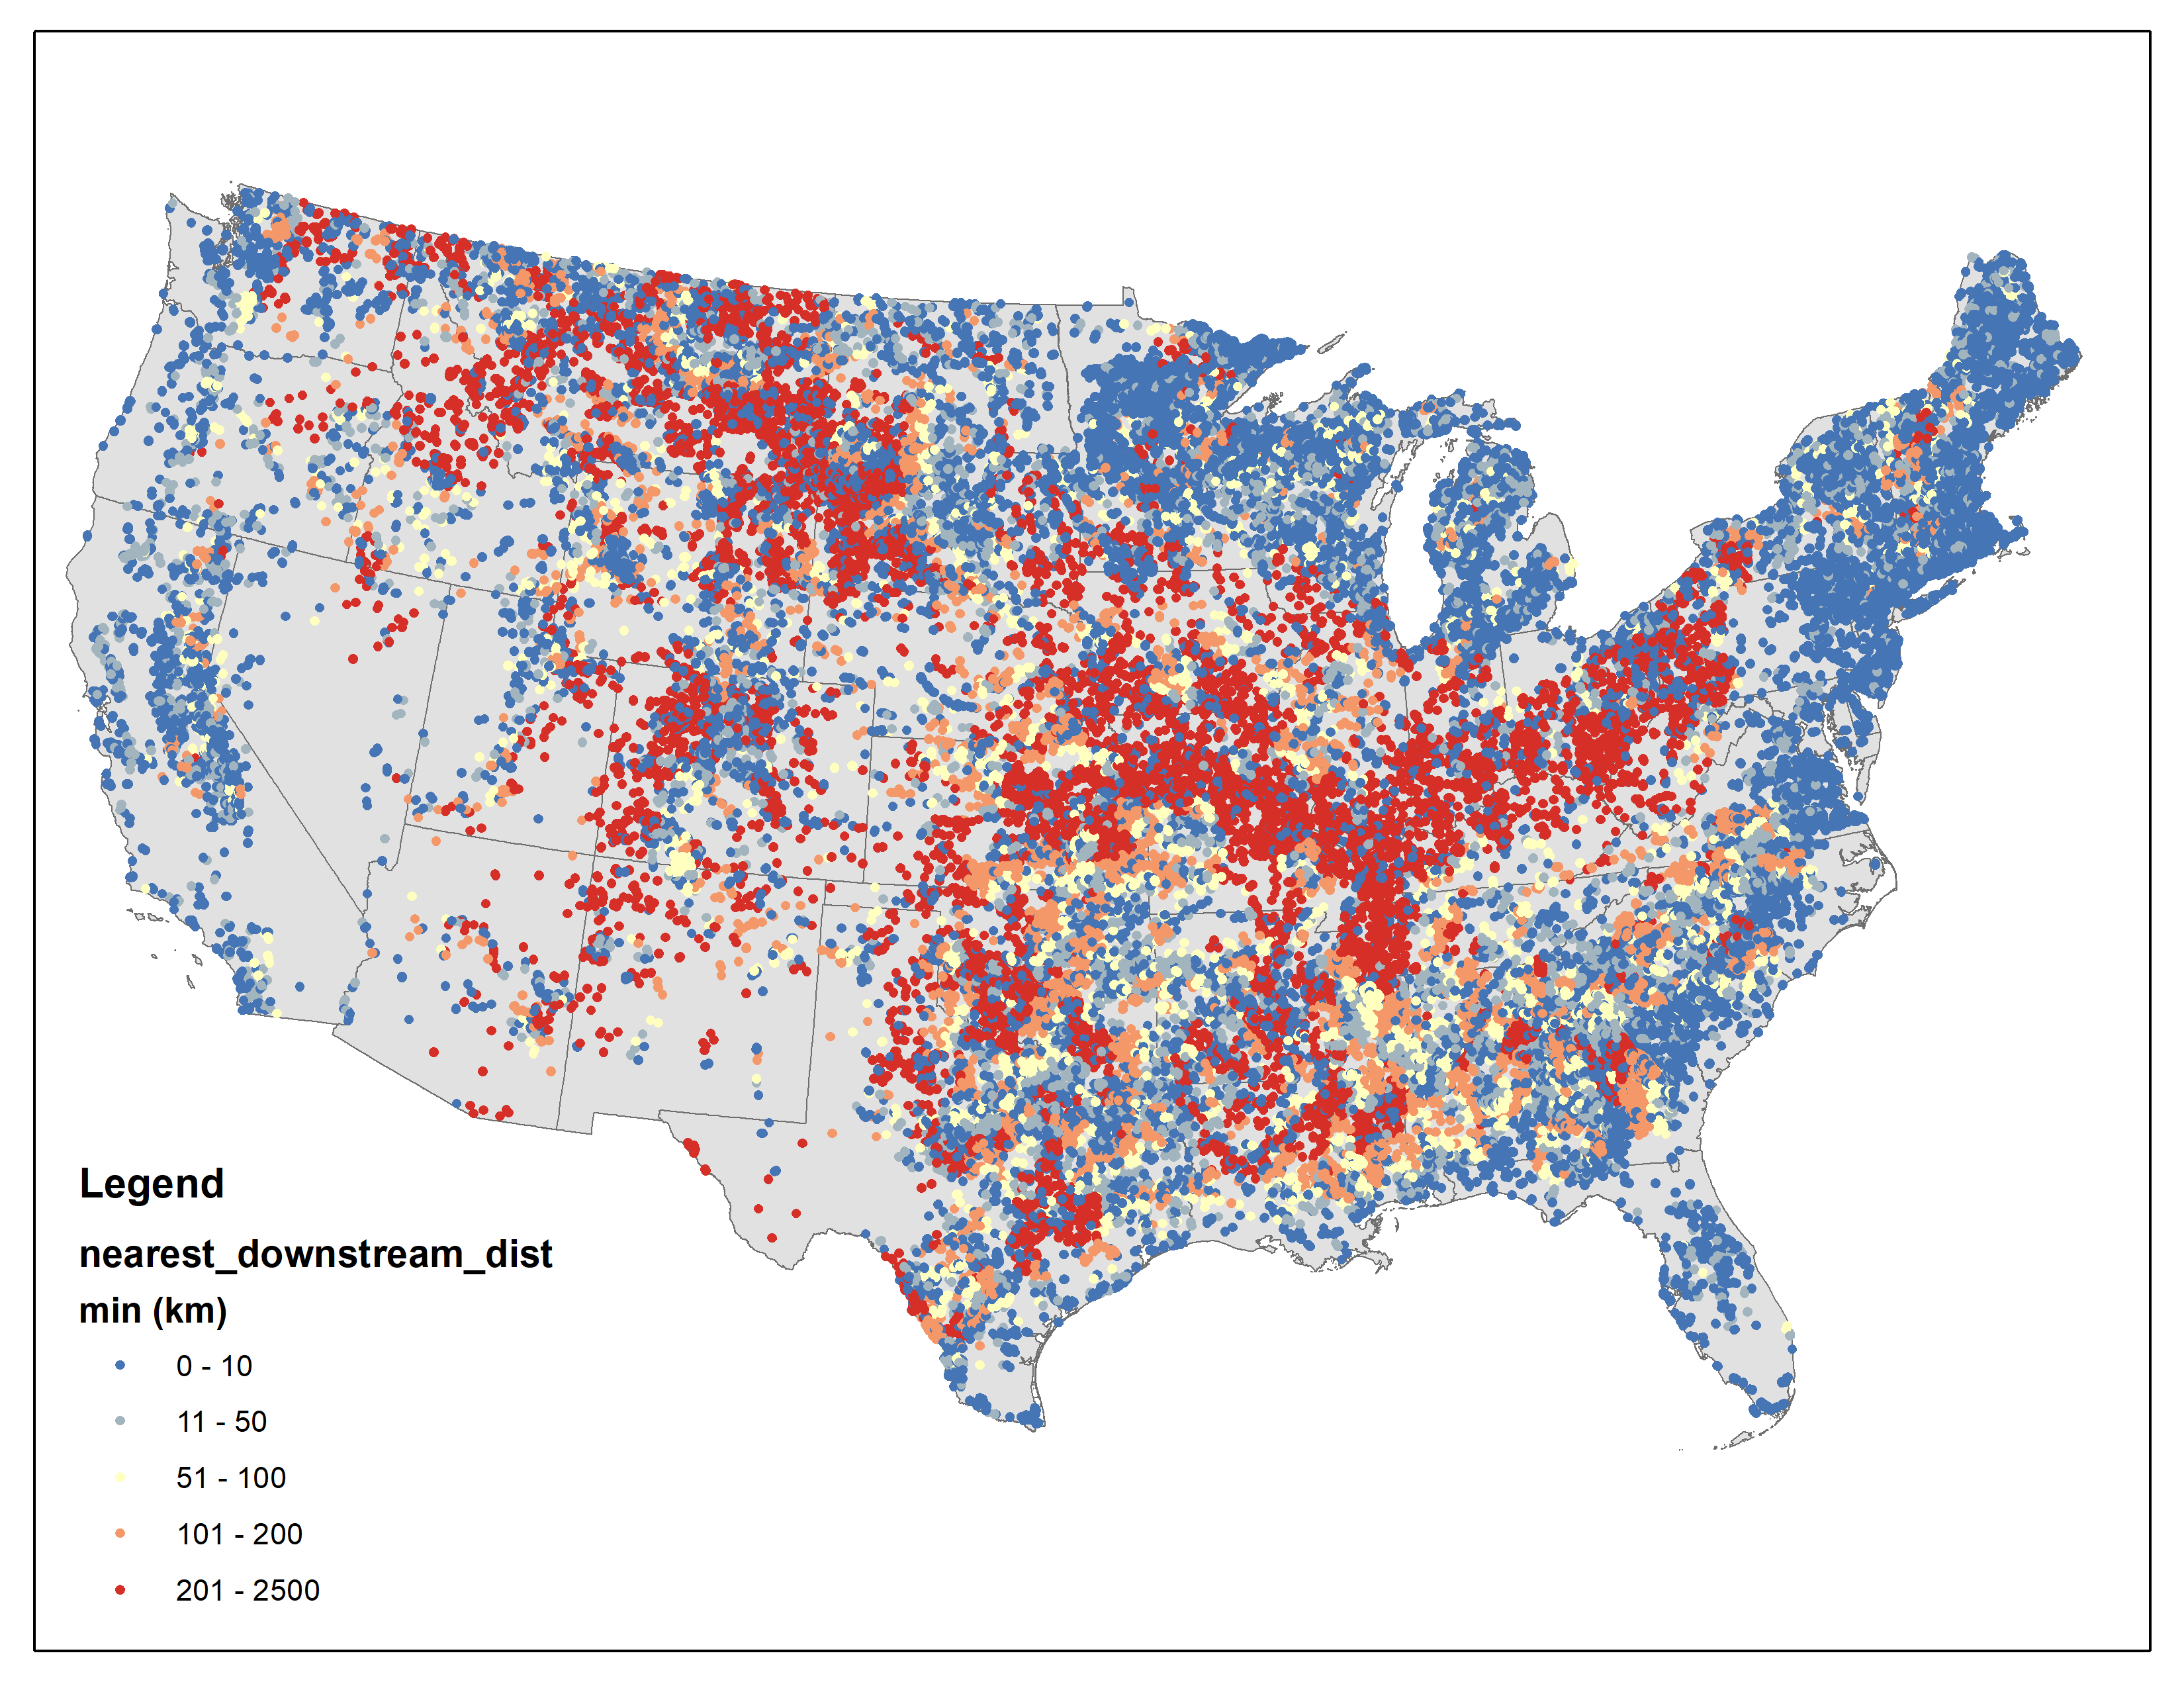 Legend
nearest_downstream_dist
min (km)
0 - 10
11 - 50
51 - 100
101 - 200
201 - 2500